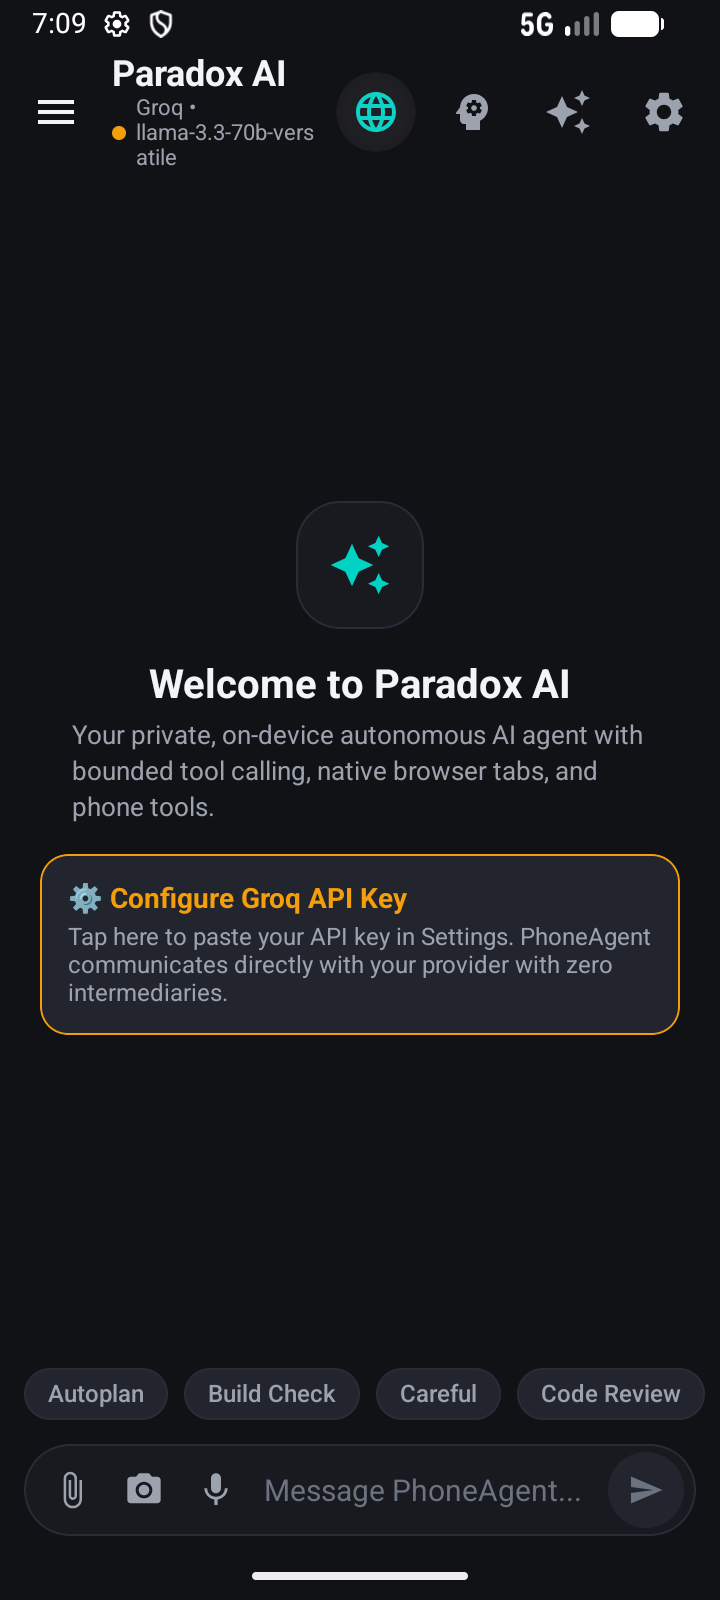 7:09
5G
Paradox AI
Groq •
llama-3.3-70b-vers
atile
Welcome to Paradox AI
Your private, on-device autonomous AI agent with
bounded tool calling, native browser tabs, and
phone tools.
⚙️ Configure Groq API Key
Tap here to paste your API key in Settings. PhoneAgent
communicates directly with your provider with zero
intermediaries.
Autoplan
Build Check
Careful
Code Review
Message PhoneAgent...